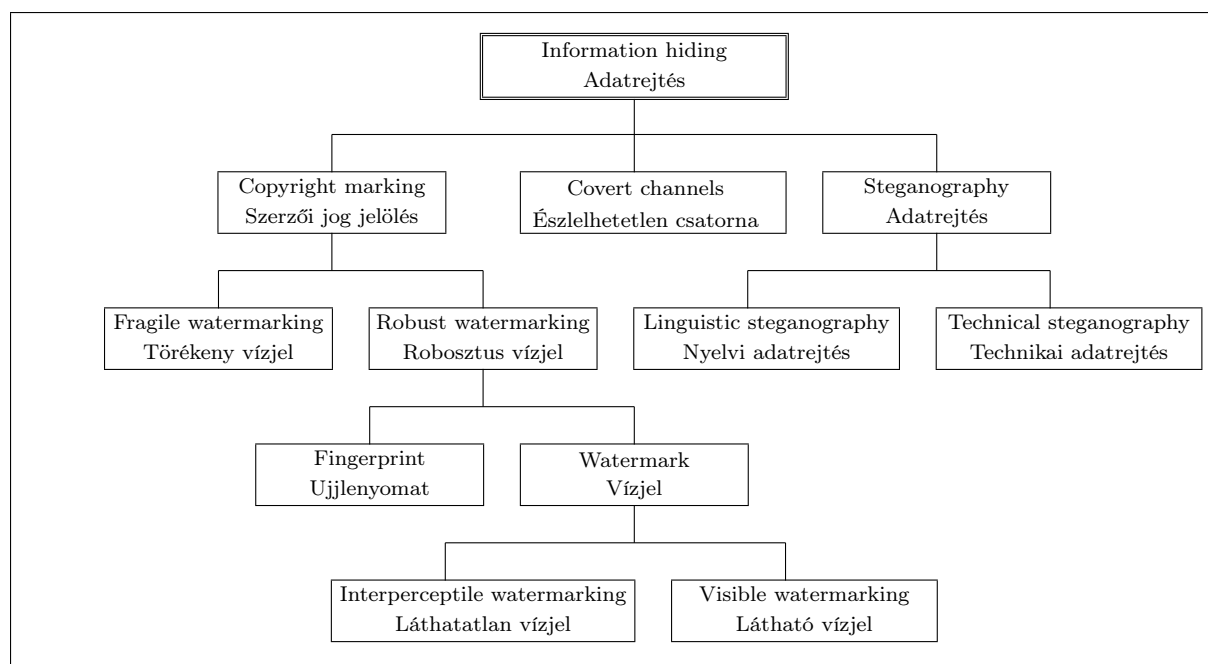 Information hiding
Adatrejtés
Copyright marking
Szerzői jog jelölés
Covert channels
Észlelhetetlen csatorna
Steganography
Adatrejtés
Fragile watermarking
Törékeny vízjel
Robust watermarking
Robosztus vízjel
Linguistic steganography
Nyelvi adatrejtés
Technical steganography
Technikai adatrejtés
Fingerprint
Ujjlenyomat
Watermark
Vízjel
Interperceptile watermarking
Láthatatlan vízjel
Visible watermarking
Látható vízjel